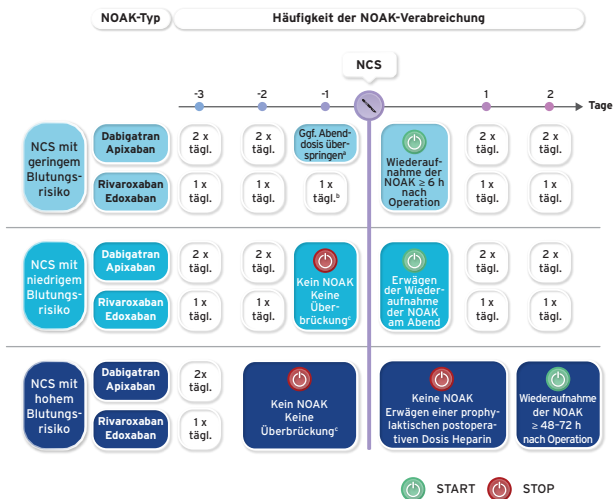 NOAK-Typ
Häufigkeit der NOAK-Verabreichung
NCS
-3
-2
-1
1
2
Tage
NCS mit
geringem
Blutungs-
risiko
Dabigatran
Apixaban
2 x
tägl.
2 x
tägl.
Ggf. Abend-
dosis über-
springenᵃ
Wiederauf-
nahme der
NOAK ≥ 6 h
nach
Operation
2 x
tägl.
2 x
tägl.
Rivaroxaban
Edoxaban
1 x
tägl.
1 x
tägl.
1 x
tägl.ᵇ
1 x
tägl.
1 x
tägl.
NCS mit
niedrigem
Blutungs-
risiko
Dabigatran
Apixaban
2 x
tägl.
2 x
tägl.
Kein NOAK
Keine
Über-
brückungᶜ
Erwägen
der Wieder-
aufnahme
der NOAK
am Abend
2 x
tägl.
2 x
tägl.
Rivaroxaban
Edoxaban
1 x
tägl.
1 x
tägl.
1 x
tägl.
1 x
tägl.
NCS mit
hohem
Blutungs-
risiko
Dabigatran
Apixaban
2x
tägl.
Kein NOAK
Keine
Überbrückungᶜ
Keine NOAK
Erwägen einer prophy-
laktischen postopera-
tiven Dosis Heparin
Wiederaufnahme
der NOAK
≥ 48–72 h
nach Operation
Rivaroxaban
Edoxaban
1 x
tägl.
START
STOP